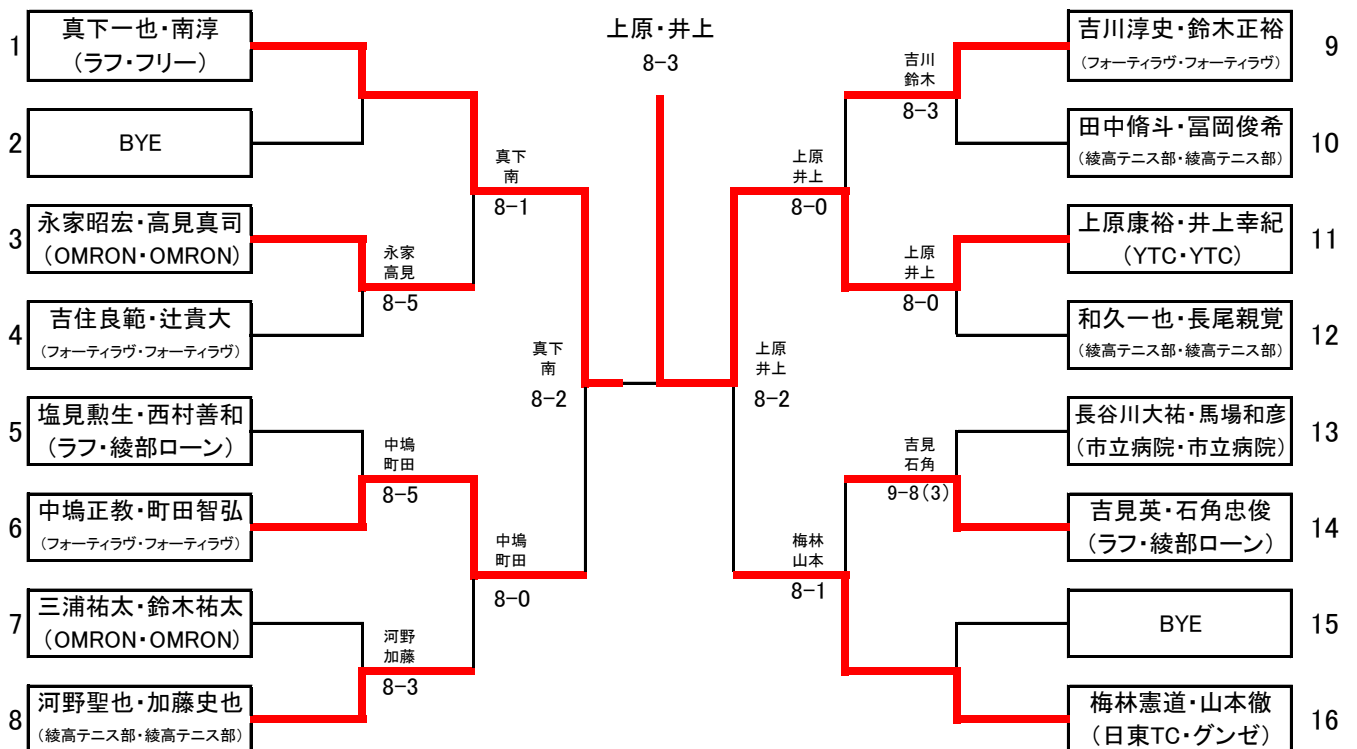 1
真下一也・南淳
(ラフ・フリー)
2
BYE
3
永家昭宏・高見真司
(OMRON・OMRON)
4
吉住良範・辻貴大
(フォーティラヴ・フォーティラヴ)
5
塩見勲生・西村善和
(ラフ・綾部ローン)
6
中塢正教・町田智弘
(フォーティラヴ・フォーティラヴ)
7
三浦祐太・鈴木祐太
(OMRON・OMRON)
8
河野聖也・加藤史也
(綾高テニス部・綾高テニス部)
永家
高見
8-5
中塢
町田
8-5
河野
加藤
8-3
真下
南
8-1
中塢
町田
8-0
真下
南
8-2
上原・井上
8-3
上原
井上
8-2
上原
井上
8-0
梅林
山本
8-1
吉川
鈴木
8-3
上原
井上
8-0
吉見
石角
9-8(3)
吉川淳史・鈴木正裕
(フォーティラヴ・フォーティラヴ)
9
田中脩斗・冨岡俊希
(綾高テニス部・綾高テニス部)
10
上原康裕・井上幸紀
(YTC・YTC)
11
和久一也・長尾親覚
(綾高テニス部・綾高テニス部)
12
長谷川大祐・馬場和彦
(市立病院・市立病院)
13
吉見英・石角忠俊
(ラフ・綾部ローン)
14
BYE
15
梅林憲道・山本徹
(日東TC・グンゼ)
16